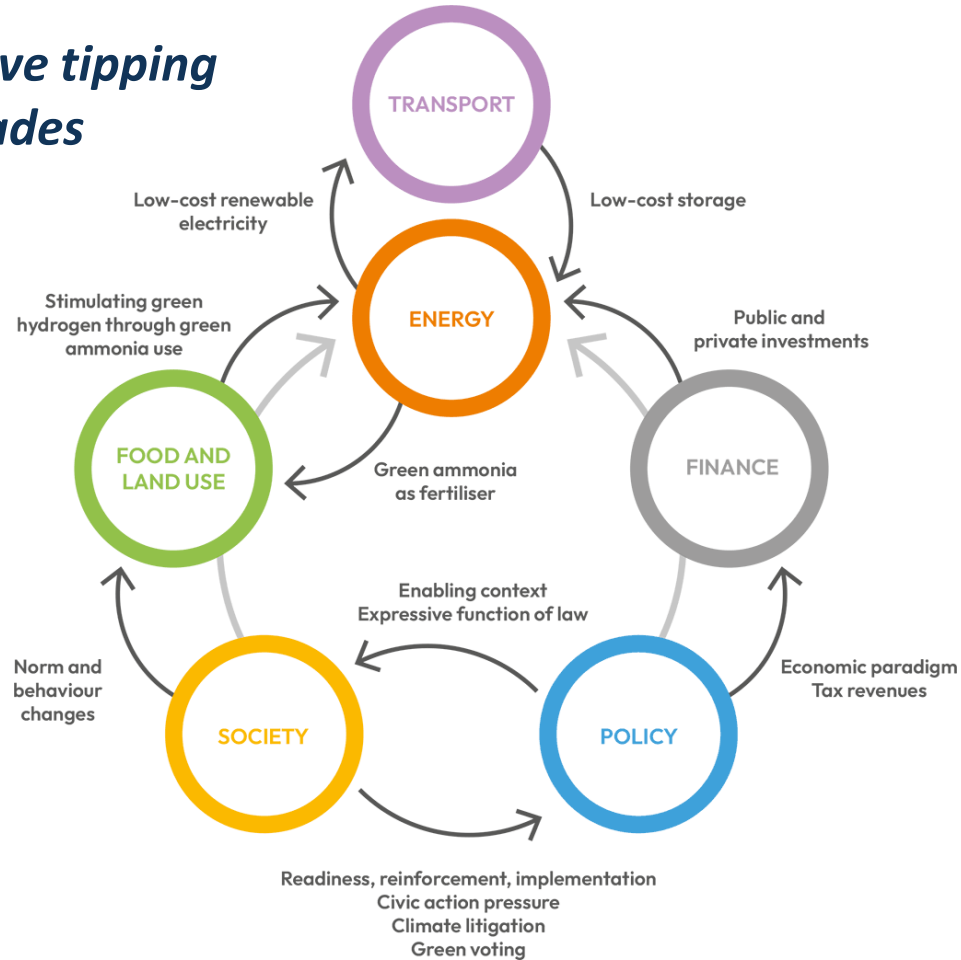 ve tipping
ades
TRANSPORT
Low-cost renewable
electricity
Low-cost storage
Stimulating green
hydrogen through green
ammonia use
ENERGY
Public and
private investments
FOOD AND
LAND USE
Green ammonia
as fertiliser
FINANCE
Enabling context
Expressive function of law
Norm and
behaviour
changes
Economic paradigm
Tax revenues
SOCIETY
POLICY
Readiness, reinforcement, implementation
Civic action pressure
Climate litigation
Green voting